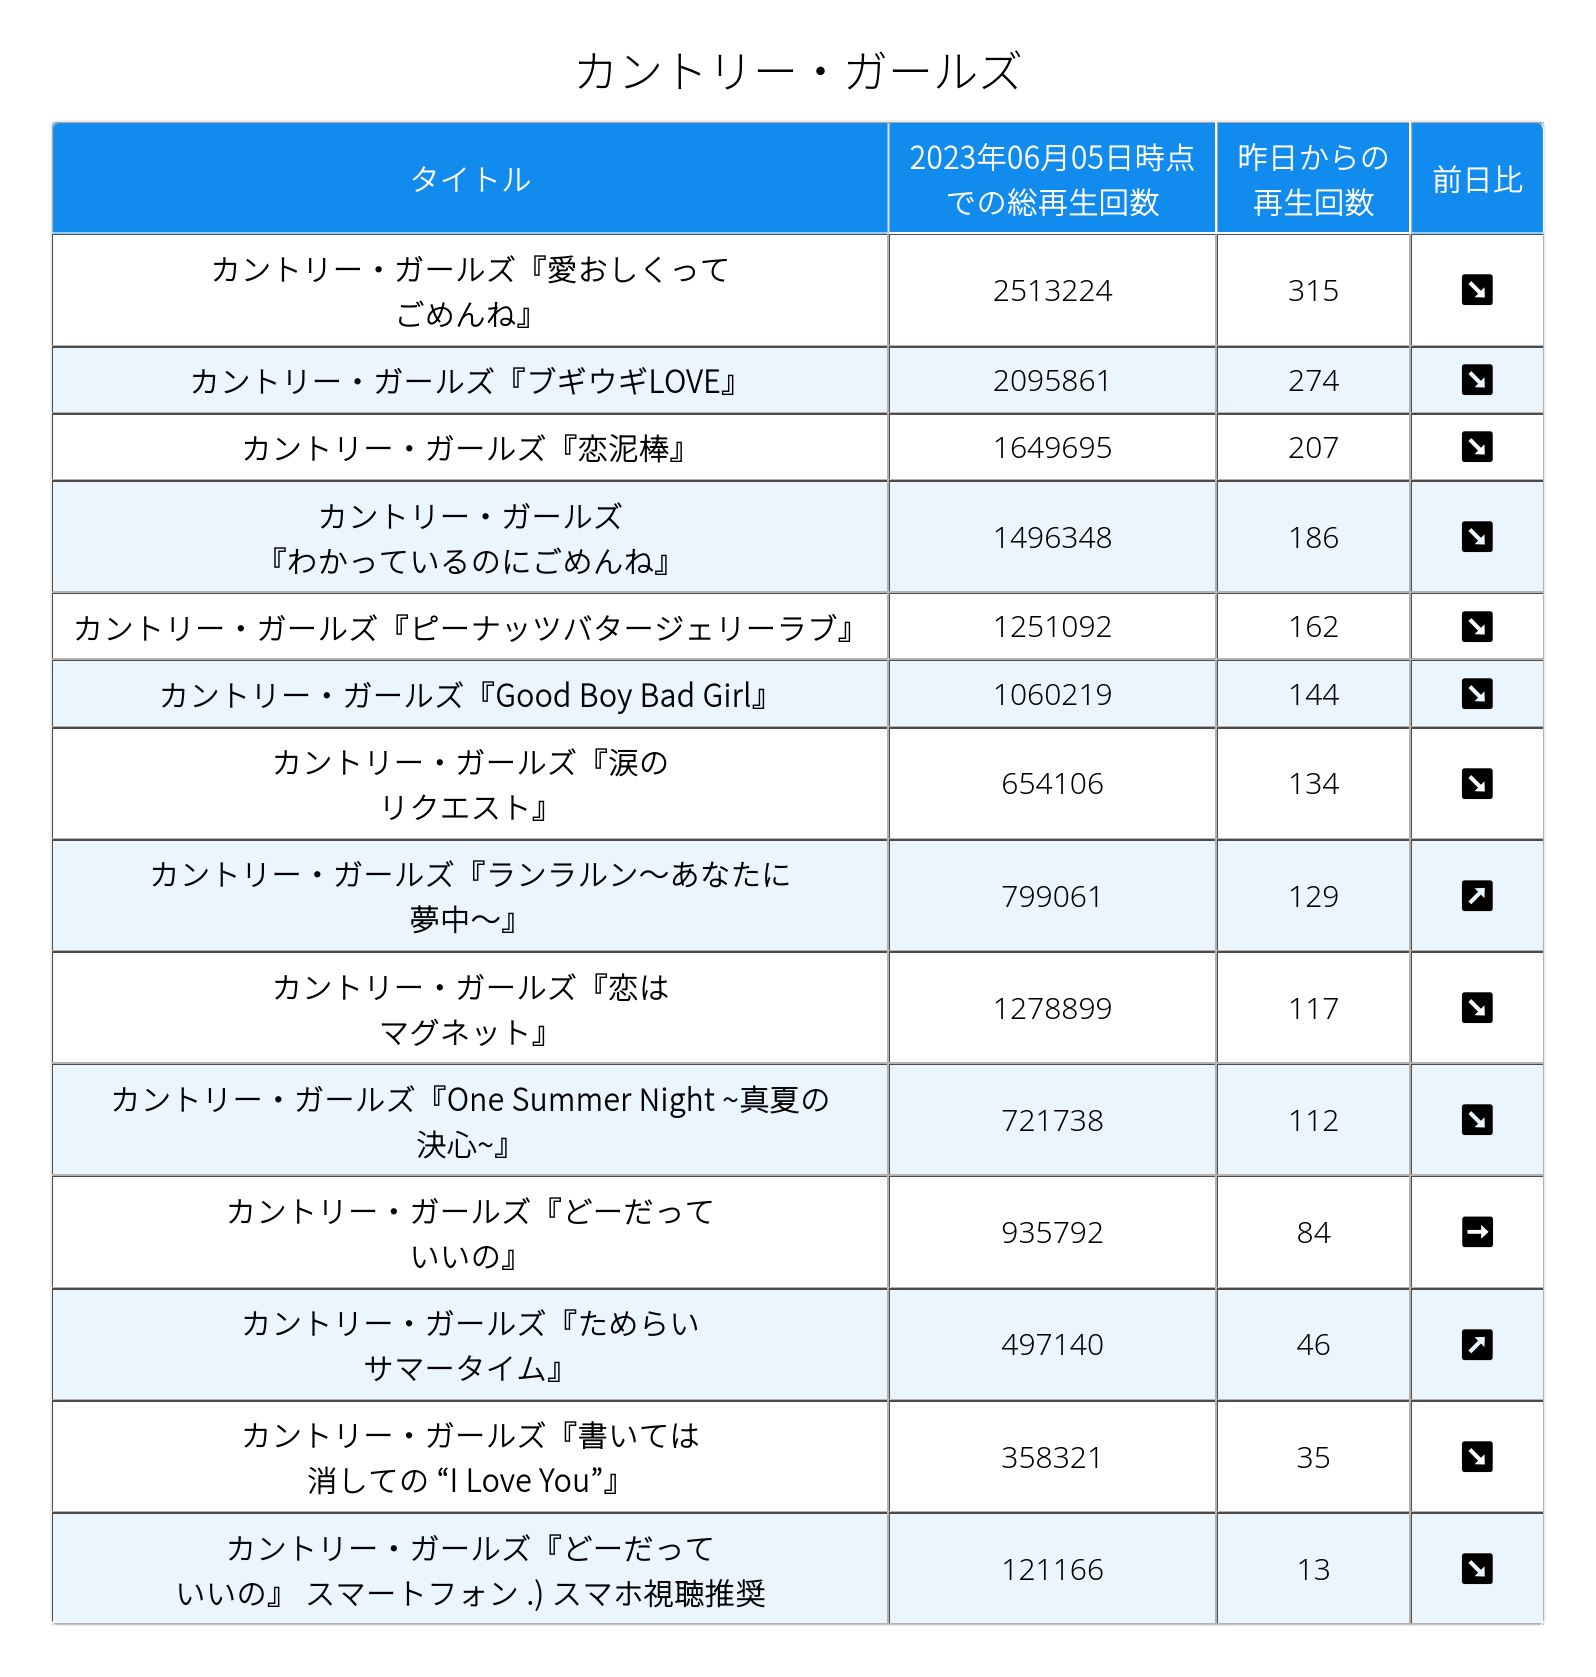 カントリー・ガールズ
タイトル
2023年06月05日時点
での総再生回数
昨日からの
再生回数
前日比
カントリー・ガールズ『愛おしくって
ごめんね』
2513224
315
カントリー・ガールズ『ブギウギLOVE』
2095861
274
カントリー・ガールズ『恋泥棒』
1649695
207
カントリー・ガールズ
『わかっているのにごめんね』
1496348
186
カントリー・ガールズ『ピーナッツバタージェリーラブ』
1251092
162
カントリー・ガールズ『Good Boy Bad Girl』
1060219
144
カントリー・ガールズ『涙の
リクエスト』
654106
134
カントリー・ガールズ『ランラルン〜あなたに
夢中〜』
799061
129
カントリー・ガールズ『恋は
マグネット』
1278899
117
カントリー・ガールズ『One Summer Night ~真夏の
決心~』
721738
112
カントリー・ガールズ『どーだって
いいの』
935792
84
カントリー・ガールズ『ためらい
サマータイム』
497140
46
カントリー・ガールズ『書いては
消しての “I Love You”』
358321
35
カントリー・ガールズ『どーだって
いいの』 スマートフォン .) スマホ視聴推奨
121166
13